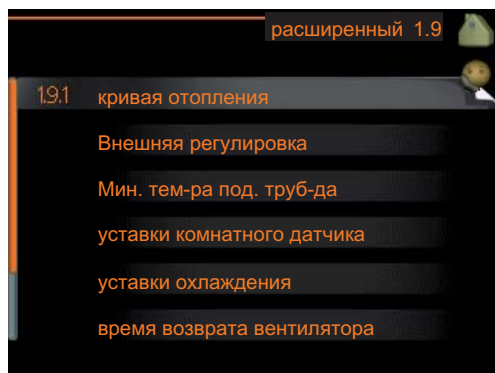 расширенный 1.9
1.9.1 кривая отопления
Внешняя регулировка
Мин. тем-ра под. труб-да
уставки комнатного датчика
уставки охлаждения
время возврата вентилятора